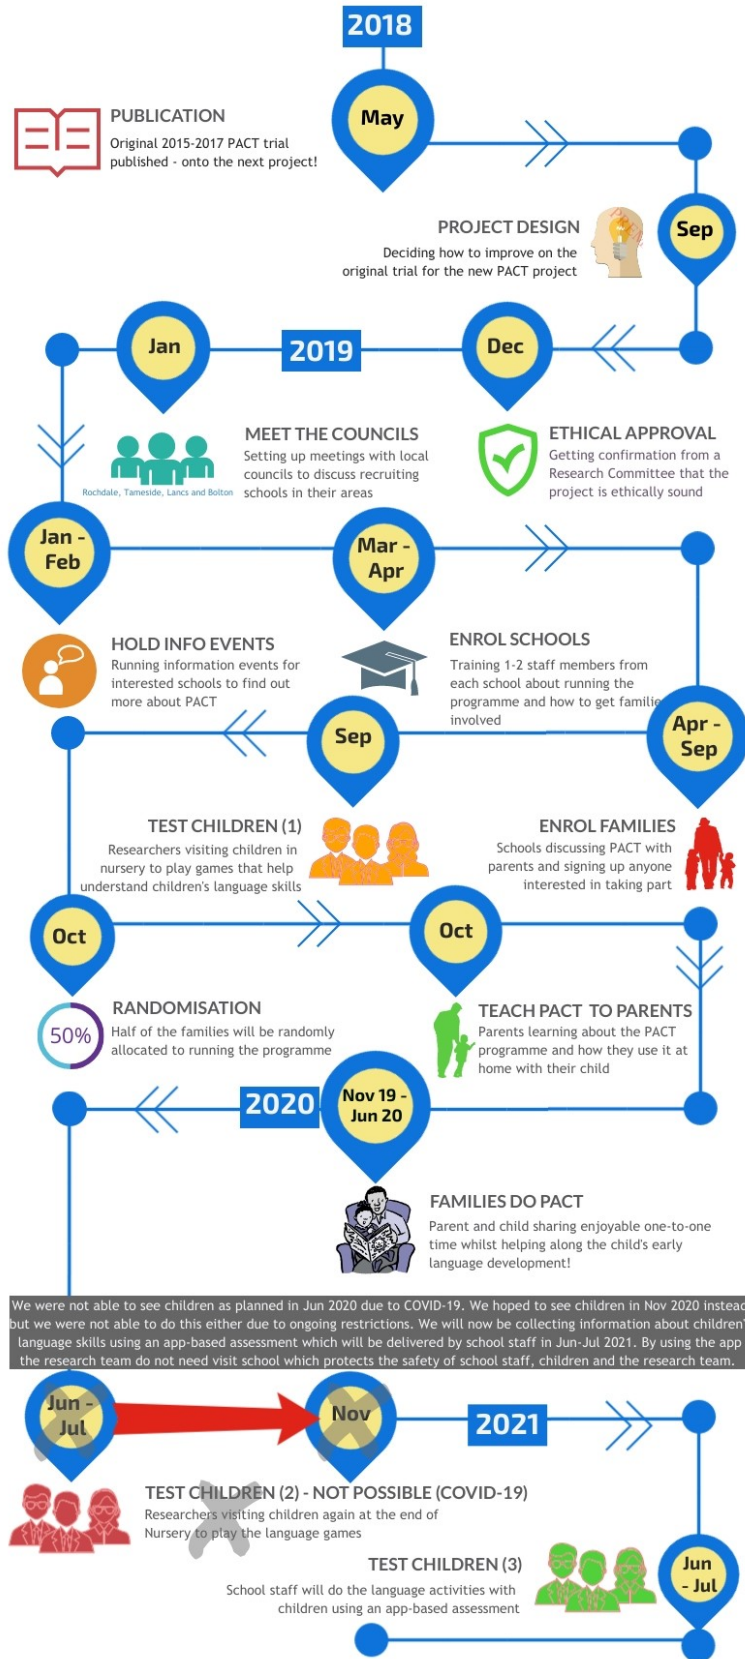 2018
May
PUBLICATION
Original 2015-2017 PACT trial
published - onto the next project!
Sep
PROJECT DESIGN
Deciding how to improve on the
original trial for the new PACT project
Jan
2019
Dec
MEET THE COUNCILS
Setting up meetings with local
councils to discuss recruiting
schools in their areas
Rochdale, Tameside, Lancs and Bolton
ETHICAL APPROVAL
Getting confirmation from a
Research Committee that the
project is ethically sound
Jan -
Feb
Mar -
Apr
HOLD INFO EVENTS
Running information events for
interested schools to find out
more about PACT
ENROL SCHOOLS
Training 1-2 staff members from
each school about running the
programme and how to get familie
involved
Sep
Apr -
Sep
TEST CHILDREN (1)
Researchers visiting children in
nursery to play games that help
understand children's language skills
ENROL FAMILIES
Schools discussing PACT with
parents and signing up anyone
interested in taking part
Oct
Oct
50%
RANDOMISATION
Half of the families will be randomly
allocated to running the programme
TEACH PACT TO PARENTS
Parents learning about the PACT
programme and how they use it at
home with their child
2020
Nov 19 -
Jun 20
FAMILIES DO PACT
Parent and child sharing enjoyable one-to-one
time whilst helping along the child's early
language development!
We were not able to see children as planned in Jun 2020 due to COVID-19. We hoped to see children in Nov 2020 instead
but we were not able to do this either due to ongoing restrictions. We will now be collecting information about children'
language skills using an app-based assessment which will be delivered by school staff in Jun-Jul 2021. By using the app
the research team do not need visit school which protects the safety of school staff, children and the research team.
Jun -
Jul
Nov
2021
TEST CHILDREN (2) - NOT POSSIBLE (COVID-19)
Researchers visiting children again at the end of
Nursery to play the language games
TEST CHILDREN (3)
School staff will do the language activities with
children using an app-based assessment
Jun
- Jul